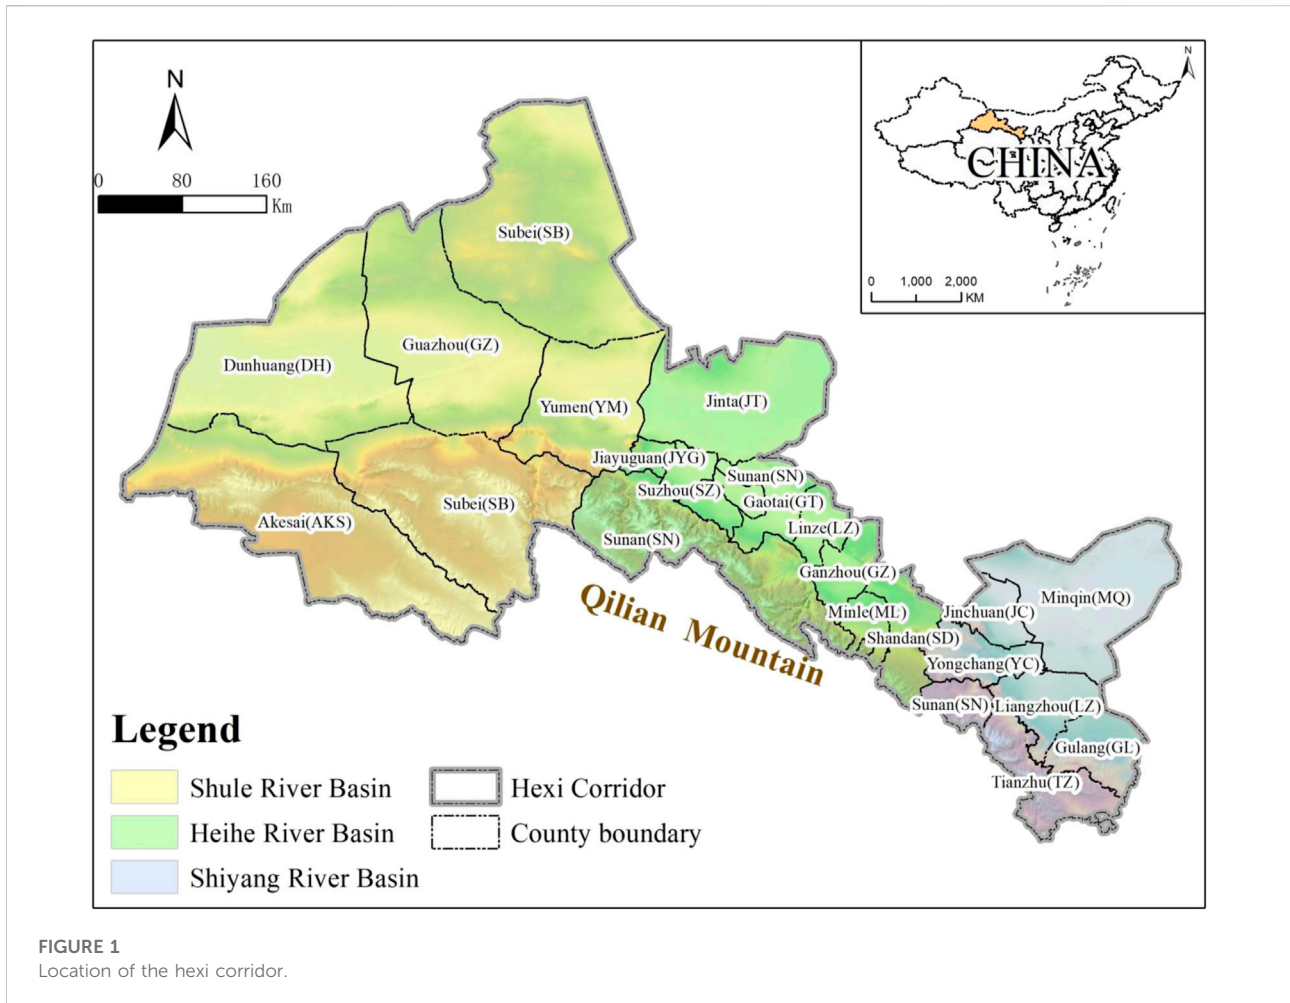 N
0 80 160
Km
N
CHINA
0 1,000 2,000
KM
Subei(SB)
Guazhou(GZ)
Dunhuang(DH)
Yumen(YM)
Jinta(JT)
Jiayuguan(JYG)
Sunan(SN)
Suzhou(SZ)
Gaotai(GT)
Subei(SB)
Akesai(AKS)
Linze(LZ)
Sunan(SN)
Ganzhou(GZ)
Minqin(MQ)
Minle(ML)
Jinchuan(JC)
Shandan(SD)
Qilian Mountain
Yongchang(YC)
Sunan(SN)
Liangzhou(LZ)
Gulang(GL)
Tianzhu(TZ)
Legend
Shule River Basin
Hexi Corridor
Heihe River Basin
County boundary
Shiyang River Basin
FIGURE 1
Location of the hexi corridor.